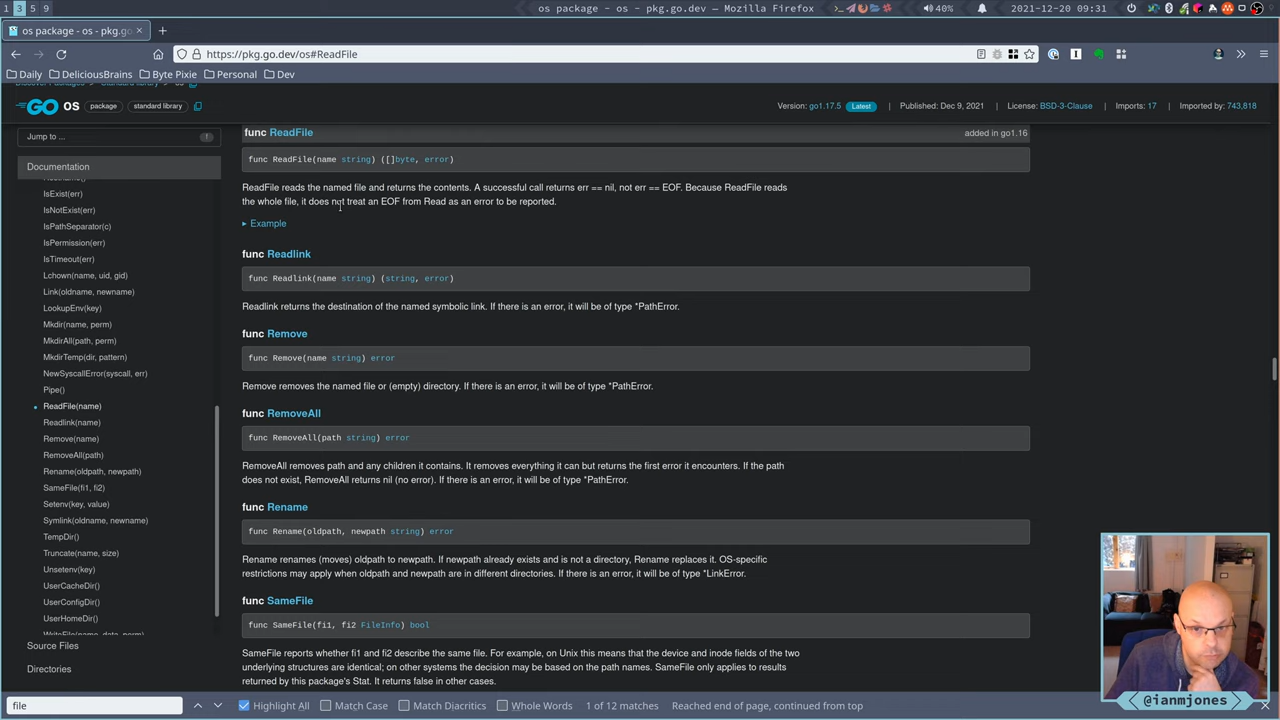 1 3 5 9
os package - os - pkg.go.dev — Mozilla Firefox
40%
2021-12-20 09:31
os package - os - pkg.go
https://pkg.go.dev/os#ReadFile
Daily
DeliciousBrains
Byte Pixie
Personal
Dev
GO os package standard library
Version: go1.17.5 Latest Published: Dec 9, 2021 License: BSD-3-Clause Imports: 17 Imported by: 743,818
Jump to ...
Documentation
IsExist(err)
IsNotExist(err)
IsPathSeparator(c)
IsPermission(err)
IsTimeout(err)
Lchown(name, uid, gid)
Link(oldname, newname)
LookupEnv(key)
Mkdir(name, perm)
MkdirAll(path, perm)
MkdirTemp(dir, pattern)
NewSyscallError(syscall, err)
Pipe()
ReadFile(name)
Readlink(name)
Remove(name)
RemoveAll(path)
Rename(oldpath, newpath)
SameFile(fi1, fi2)
Setenv(key, value)
Symlink(oldname, newname)
TempDir()
Truncate(name, size)
Unsetenv(key)
UserCacheDir()
UserConfigDir()
UserHomeDir()
WriteFile(name, data, perm)
Source Files
Directories
func ReadFile added in go1.16
func ReadFile(name string) ([]byte, error)
ReadFile reads the named file and returns the contents. A successful call returns err == nil, not err == EOF. Because ReadFile reads
the whole file, it does not treat an EOF from Read as an error to be reported.
▸ Example
func Readlink
func Readlink(name string) (string, error)
Readlink returns the destination of the named symbolic link. If there is an error, it will be of type *PathError.
func Remove
func Remove(name string) error
Remove removes the named file or (empty) directory. If there is an error, it will be of type *PathError.
func RemoveAll
func RemoveAll(path string) error
RemoveAll removes path and any children it contains. It removes everything it can but returns the first error it encounters. If the path
does not exist, RemoveAll returns nil (no error). If there is an error, it will be of type *PathError.
func Rename
func Rename(oldpath, newpath string) error
Rename renames (moves) oldpath to newpath. If newpath already exists and is not a directory, Rename replaces it. OS-specific
restrictions may apply when oldpath and newpath are in different directories. If there is an error, it will be of type *LinkError.
func SameFile
func SameFile(fi1, fi2 FileInfo) bool
SameFile reports whether fi1 and fi2 describe the same file. For example, on Unix this means that the device and inode fields of the two
underlying structures are identical; on other systems the decision may be based on the path names. SameFile only applies to results
returned by this package's Stat. It returns false in other cases.
@ianmjones
file
Highlight All
Match Case
Match Diacritics
Whole Words
1 of 12 matches
Reached end of page, continued from top